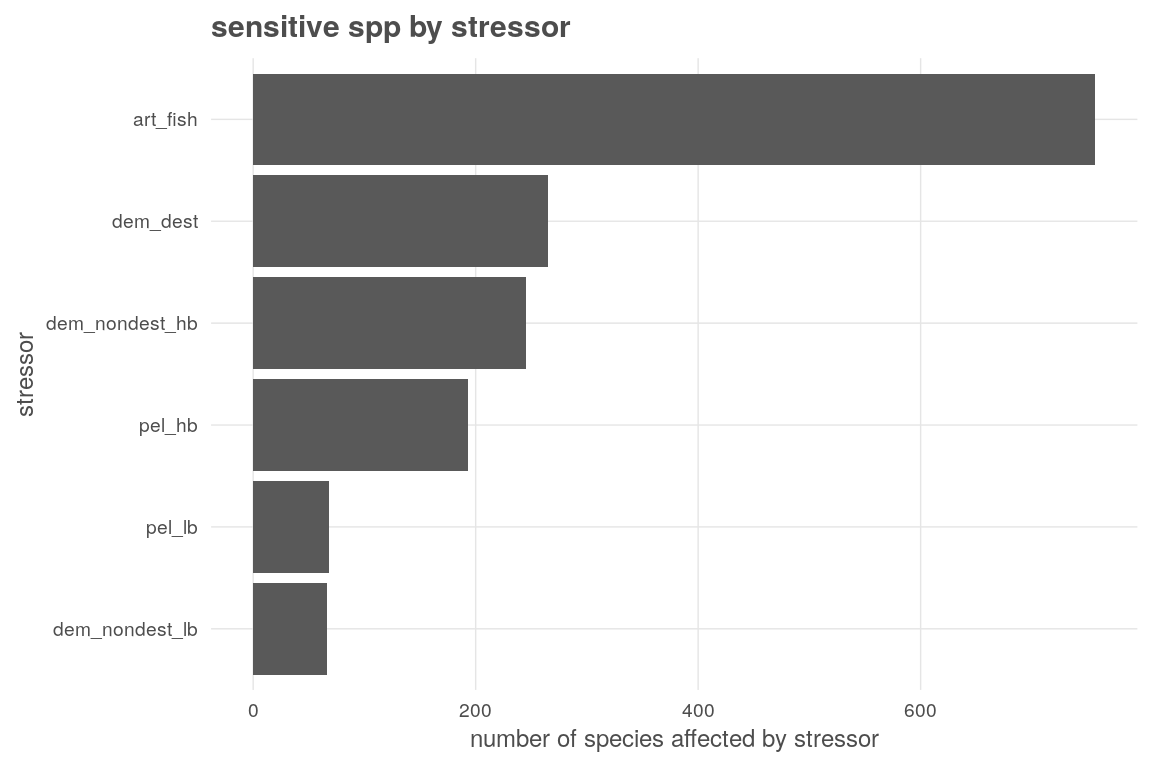 sensitive spp by stressor
art_fish
dem_dest
dem_nondest_hb
pel_hb
pel_lb
dem_nondest_lb
stressor
0 200 400 600
number of species affected by stressor